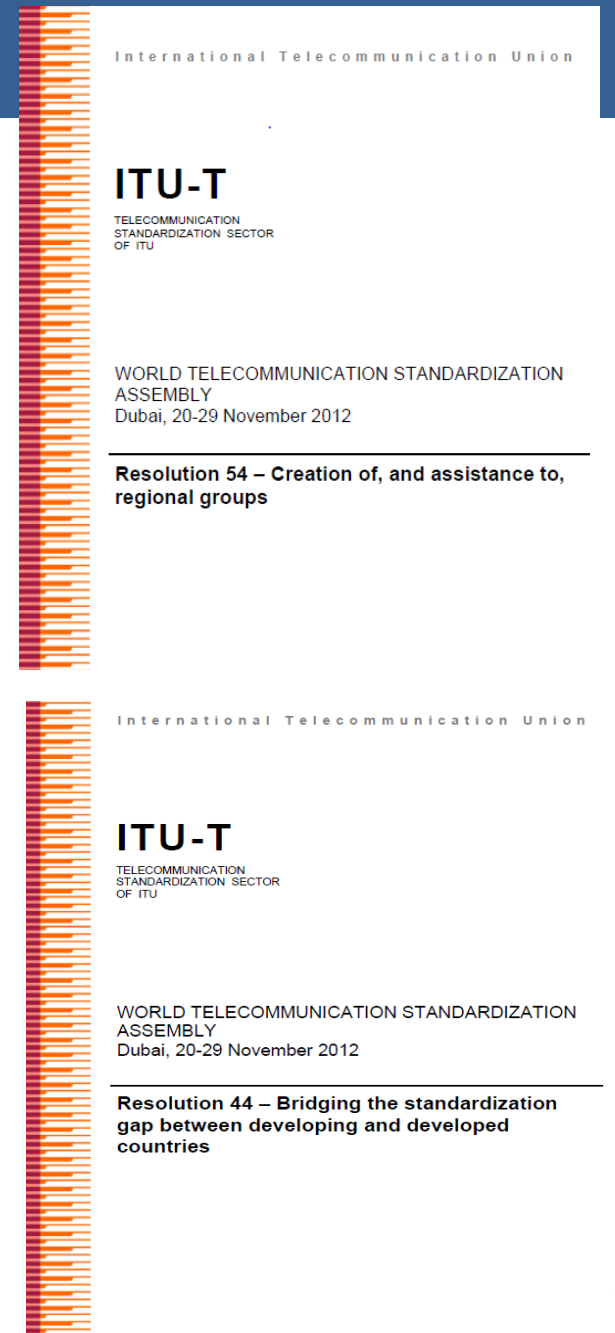 International Telecommunication Union
ITU-T
TELECOMMUNICATION
STANDARDIZATION SECTOR
OF ITU
WORLD TELECOMMUNICATION STANDARDIZATION
ASSEMBLY
Dubai, 20-29 November 2012
Resolution 54 – Creation of, and assistance to,
regional groups
International Telecommunication Union
ITU-T
TELECOMMUNICATION
STANDARDIZATION SECTOR
OF ITU
WORLD TELECOMMUNICATION STANDARDIZATION
ASSEMBLY
Dubai, 20-29 November 2012
Resolution 44 – Bridging the standardization
gap between developing and developed
countries